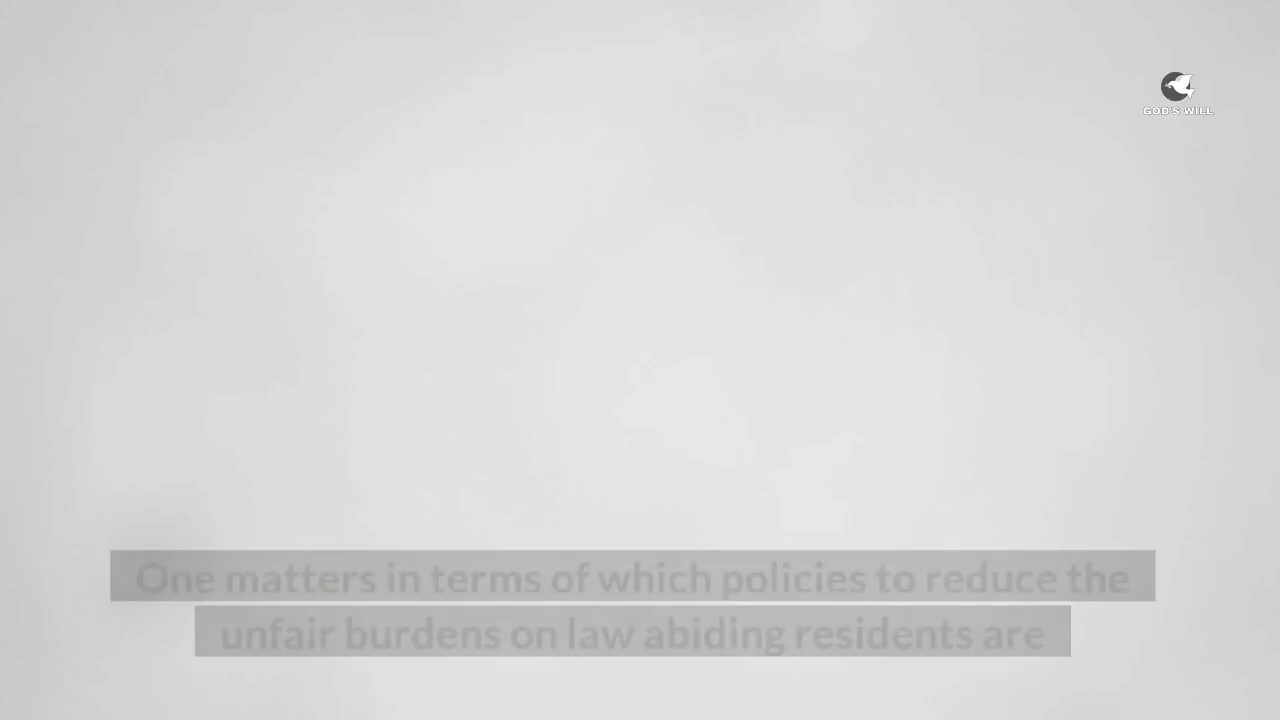 GOD'S WILL
One matters in terms of which policies to reduce the
unfair burdens on law abiding residents are